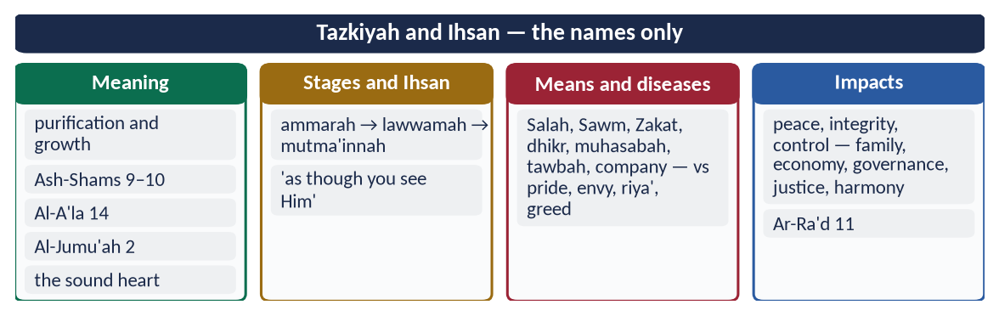 Tazkiyah and Ihsan — the names only
Meaning
purification and
growth
Ash-Shams 9–10
Al-A'la 14
Al-Jumu'ah 2
the sound heart
Stages and Ihsan
ammarah → lawwamah →
mutma'innah
'as though you see
Him'
Means and diseases
Salah, Sawm, Zakat,
dhikr, muhasabah,
tawbah, company — vs
pride, envy, riya',
greed
Impacts
peace, integrity,
control — family,
economy, governance,
justice, harmony
Ar-Ra'd 11